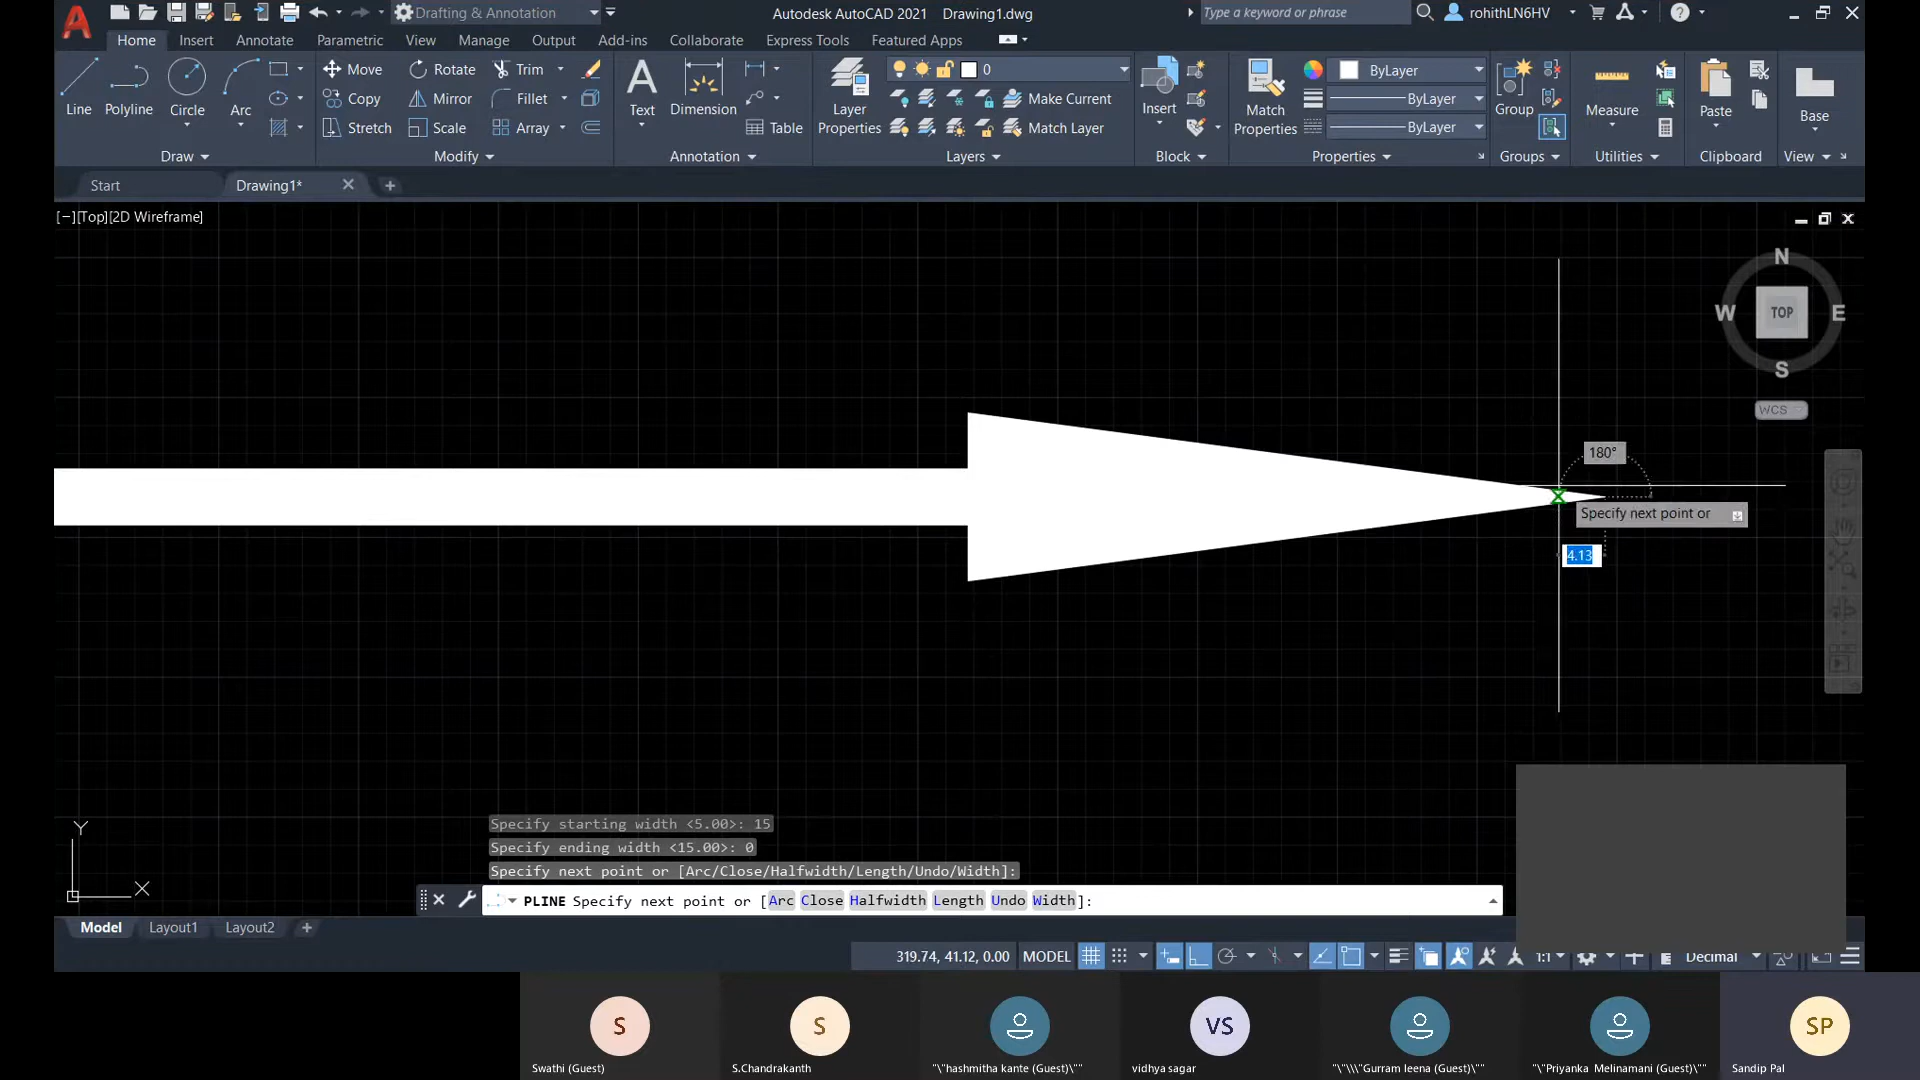 Drafting & Annotation
Autodesk AutoCAD 2021 Drawing1.dwg
Type a keyword or phrase
rohithLN6HV
Home Insert Annotate Parametric View Manage Output Add-ins Collaborate Express Tools Featured Apps
Line Polyline Circle Arc
Move Rotate Trim
Copy Mirror Fillet
Stretch Scale Array
Text Dimension Table
Layer Properties
0
Make Current
Match Layer
Insert
Match Properties
ByLayer
ByLayer
ByLayer
Group
Measure
Paste
Base
Draw Modify Annotation Layers Block Properties Groups Utilities Clipboard View
Start Drawing1*
[−][Top][2D Wireframe]
N
W TOP E
S
WCS
180°
Specify next point or
4.13
Specify starting width <5.00>: 15
Specify ending width <15.00>: 0
Specify next point or [Arc/Close/Halfwidth/Length/Undo/Width]:
PLINE Specify next point or [Arc Close Halfwidth Length Undo Width]:
Y
X
Model Layout1 Layout2
319.74, 41.12, 0.00 MODEL 1:1 Decimal
S S VS SP
Swathi (Guest) S.Chandrakanth "\"hashmitha kante (Guest)\"" vidhya sagar "\"\\\"Gurram leena (Guest)\"" "\"Priyanka Melinamani (Guest)\"" Sandip Pal